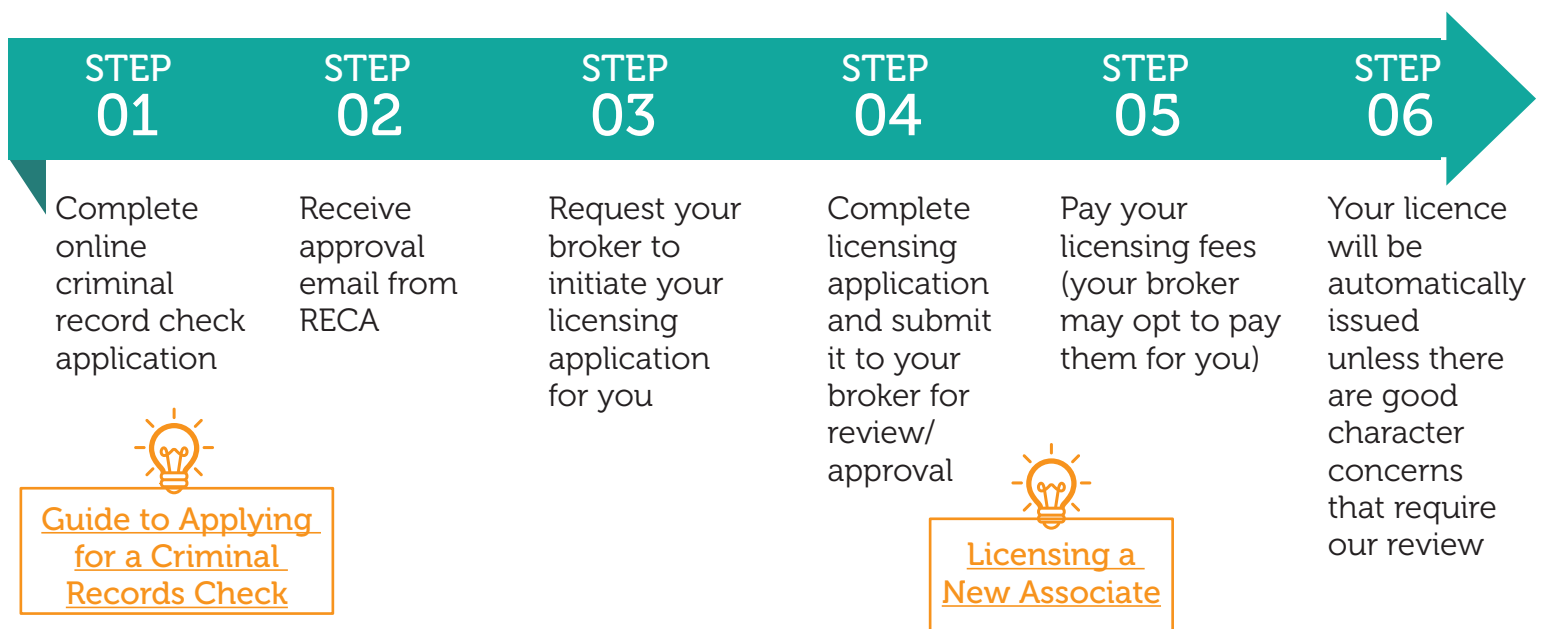 STEP
01
STEP
02
STEP
03
STEP
04
STEP
05
STEP
06
Complete
online
criminal
record check
application
Receive
approval
email from
RECA
Request your
broker to
initiate your
licensing
application
for you
Complete
licensing
application
and submit
it to your
broker for
review/
approval
Pay your
licensing fees
(your broker
may opt to pay
them for you)
Your licence
will be
automatically
issued
unless there
are good
character
concerns
that require
our review
Guide to Applying
for a Criminal
Records Check
Licensing a
New Associate